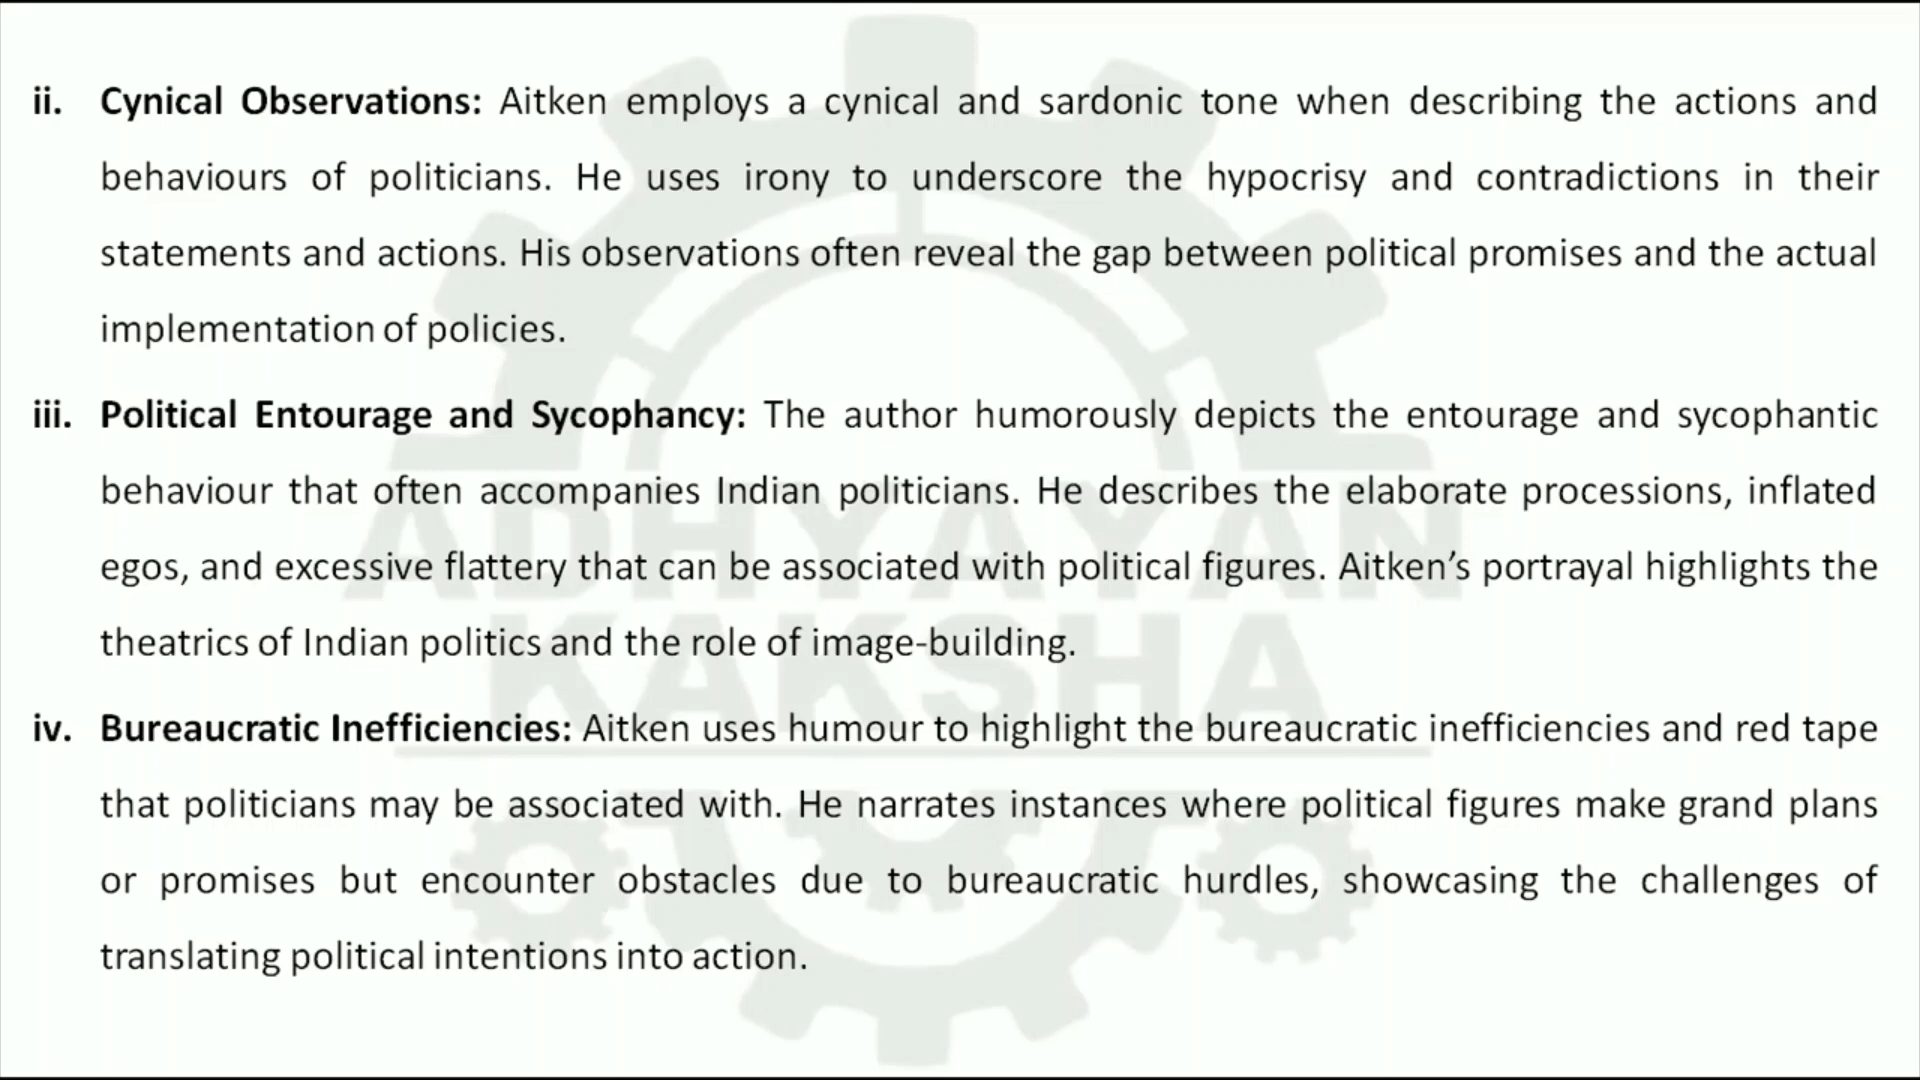 ii. Cynical Observations: Aitken employs a cynical and sardonic tone when describing the actions and
behaviours of politicians. He uses irony to underscore the hypocrisy and contradictions in their
statements and actions. His observations often reveal the gap between political promises and the actual
implementation of policies.
iii. Political Entourage and Sycophancy: The author humorously depicts the entourage and sycophantic
behaviour that often accompanies Indian politicians. He describes the elaborate processions, inflated
egos, and excessive flattery that can be associated with political figures. Aitken’s portrayal highlights the
theatrics of Indian politics and the role of image-building.
iv. Bureaucratic Inefficiencies: Aitken uses humour to highlight the bureaucratic inefficiencies and red tape
that politicians may be associated with. He narrates instances where political figures make grand plans
or promises but encounter obstacles due to bureaucratic hurdles, showcasing the challenges of
translating political intentions into action.
ADHYAYAN
KAKSHA